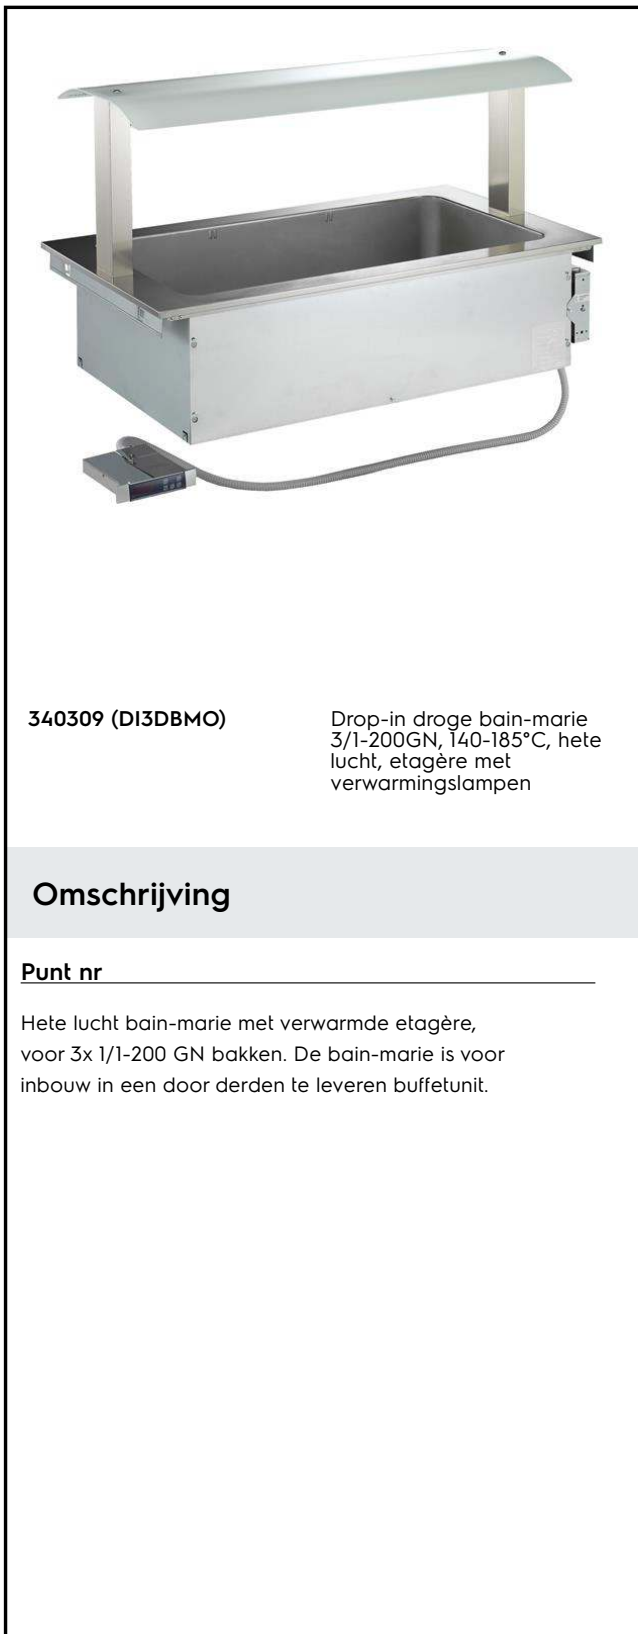 340309 (DI3DBMO)
Drop-in droge bain-marie
3/1-200GN, 140-185°C, hete
lucht, etagère met
verwarmingslampen
Omschrijving
Punt nr
Hete lucht bain-marie met verwarmde etagère,
voor 3x 1/1-200 GN bakken. De bain-marie is voor
inbouw in een door derden te leveren buffetunit.